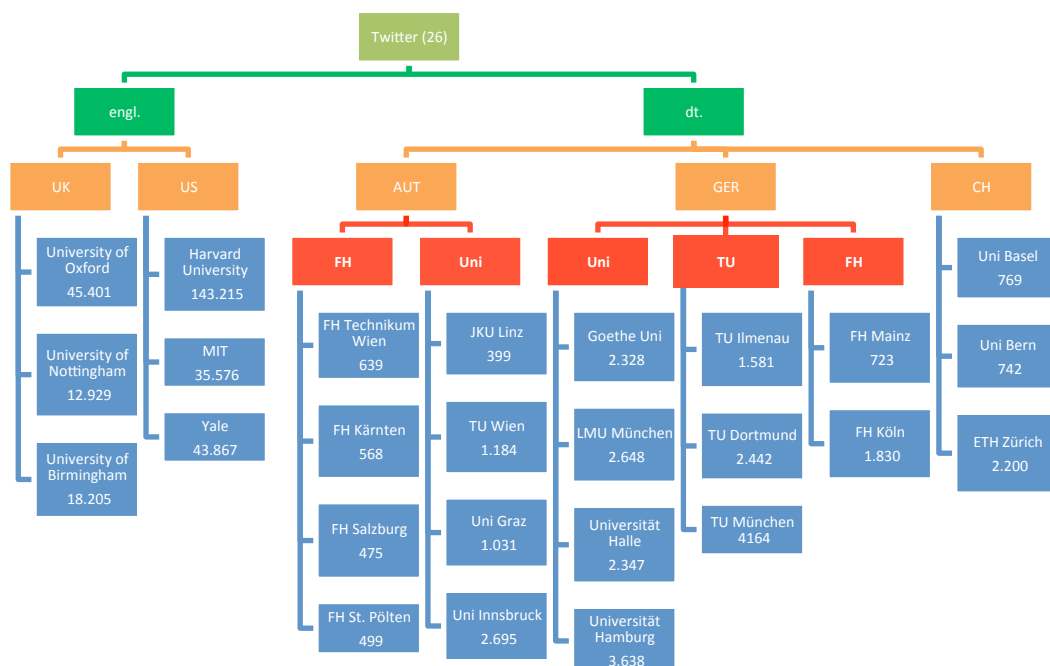 Twitter (26)
engl.
dt.
UK
US
AUT
GER
CH
University of
Oxford
45.401
University of
Nottingham
12.929
University of
Birmingham
18.205
Harvard
University
143.215
MIT
35.576
Yale
43.867
FH
FH Technikum
Wien
639
FH Kärnten
568
FH Salzburg
475
FH St. Pölten
499
Uni
JKU Linz
399
TU Wien
1.184
Uni Graz
1.031
Uni Innsbruck
2.695
Uni
Goethe Uni
2.328
LMU München
2.648
Universität
Halle
2.347
Universität
Hamburg
3.638
TU
TU Ilmenau
1.581
TU Dortmund
2.442
TU München
4164
FH
FH Mainz
723
FH Köln
1.830
Uni Basel
769
Uni Bern
742
ETH Zürich
2.200